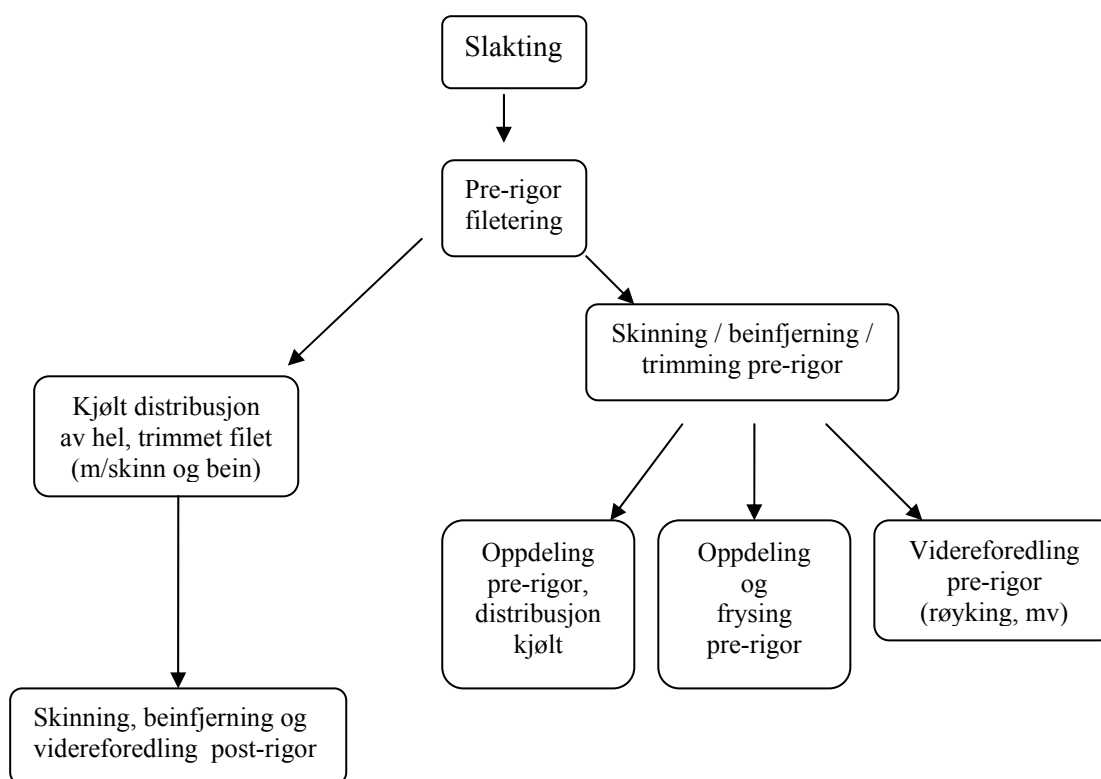 Slakting
Pre-rigor
filetering
Skinning / beinfjerning /
trimming pre-rigor
Kjølt distribusjon
av hel, trimmet filet
(m/skinn og bein)
Oppdeling
pre-rigor,
distribusjon
kjølt
Oppdeling
og
frysing
pre-rigor
Videreforedling
pre-rigor
(røyking, mv)
Skinning, beinfjerning og
videreforedling post-rigor